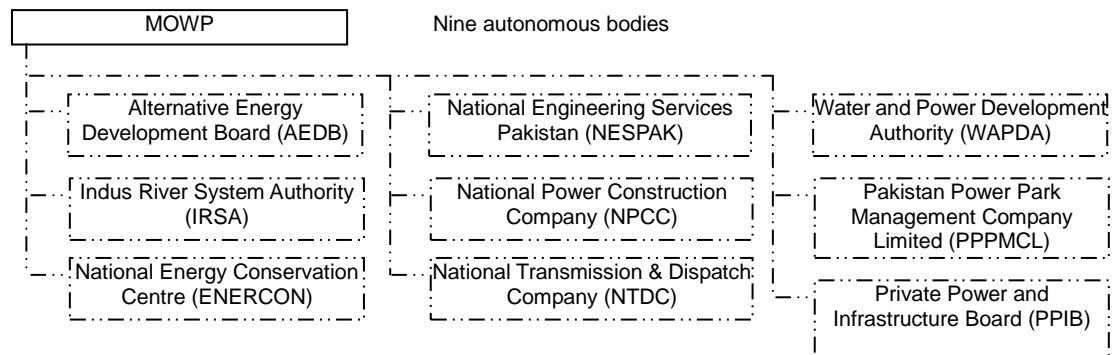 MOWP
Nine autonomous bodies
Alternative Energy
Development Board (AEDB)
National Engineering Services
Pakistan (NESPAK)
Water and Power Development
Authority (WAPDA)
Indus River System Authority
(IRSA)
National Power Construction
Company (NPCC)
Pakistan Power Park
Management Company
Limited (PPPMCL)
National Energy Conservation
Centre (ENERCON)
National Transmission & Dispatch
Company (NTDC)
Private Power and
Infrastructure Board (PPIB)